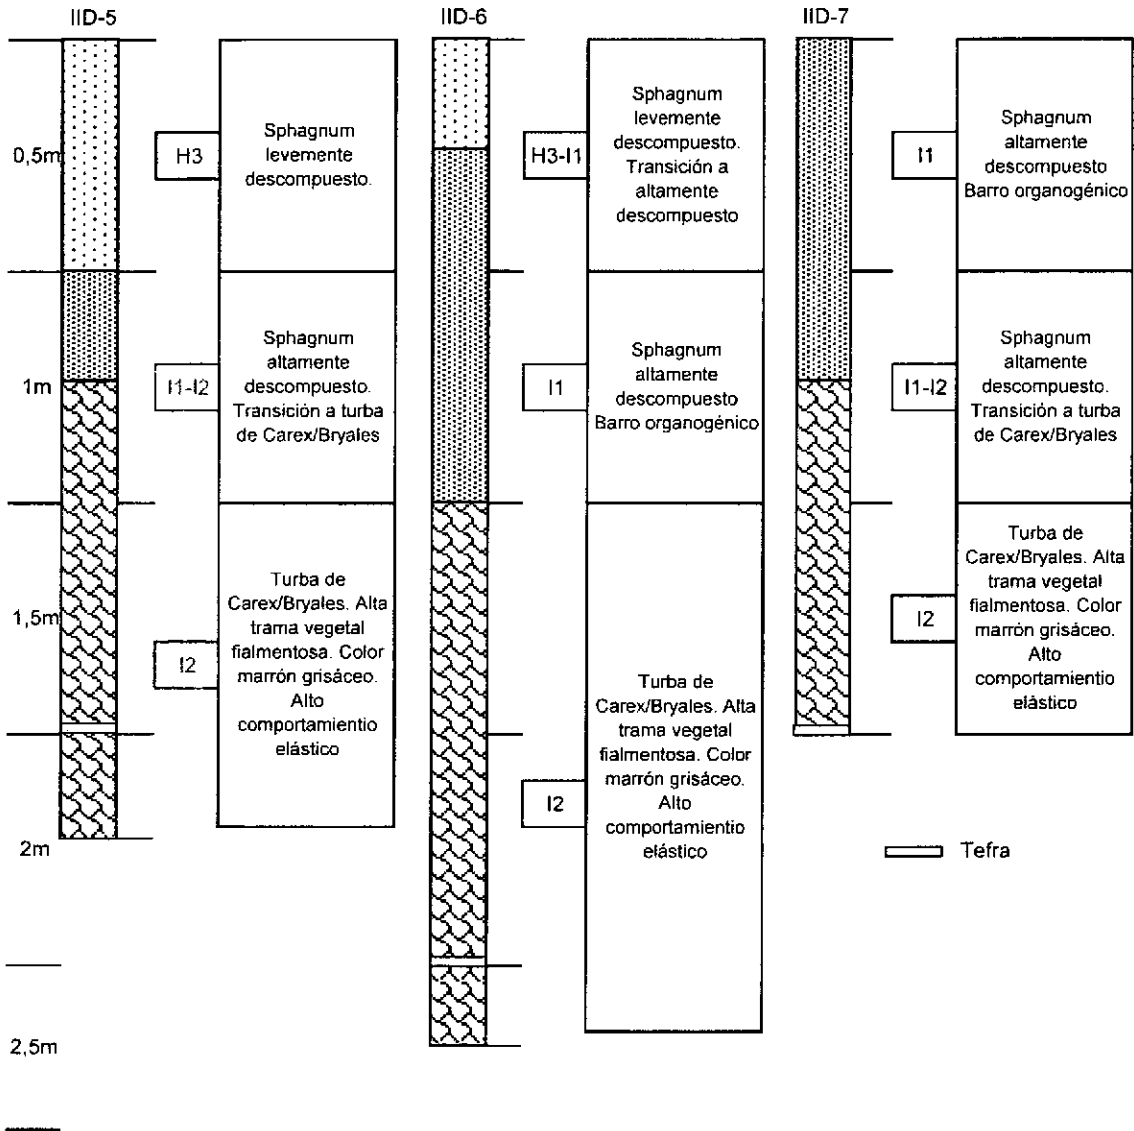 IID-5
IID-6
IID-7
0,5m
1m
1,5m
2m
2,5m
H3
Sphagnum
levemente
descompuesto.
I1-I2
Sphagnum
altamente
descompuesto.
Transición a turba
de Carex/Bryales
I2
Turba de
Carex/Bryales. Alta
trama vegetal
fialmentosa. Color
marrón grisáceo.
Alto
comportamientio
elástico
H3-I1
Sphagnum
levemente
descompuesto.
Transición a
altamente
descompuesto
I1
Sphagnum
altamente
descompuesto
Barro organogénico
I2
Turba de
Carex/Bryales. Alta
trama vegetal
fialmentosa. Color
marrón grisáceo.
Alto
comportamientio
elástico
I1
Sphagnum
altamente
descompuesto
Barro organogénico
I1-I2
Sphagnum
altamente
descompuesto.
Transición a turba
de Carex/Bryales
I2
Turba de
Carex/Bryales. Alta
trama vegetal
fialmentosa. Color
marrón grisáceo.
Alto
comportamientio
elástico
Tefra